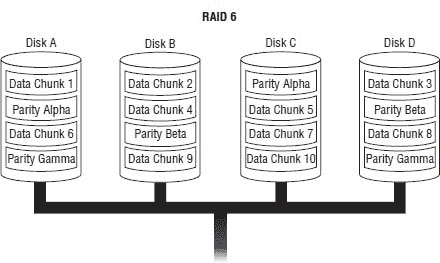 RAID 6
Disk A
Disk B
Disk C
Disk D
Data Chunk 1
Data Chunk 2
Parity Alpha
Data Chunk 3
Parity Alpha
Data Chunk 4
Data Chunk 5
Parity Beta
Data Chunk 6
Parity Beta
Data Chunk 7
Data Chunk 8
Parity Gamma
Data Chunk 9
Data Chunk 10
Parity Gamma